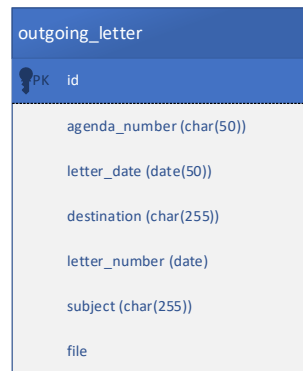 outgoing_letter
PK id
agenda_number (char(50))
letter_date (date(50))
destination (char(255))
letter_number (date)
subject (char(255))
file